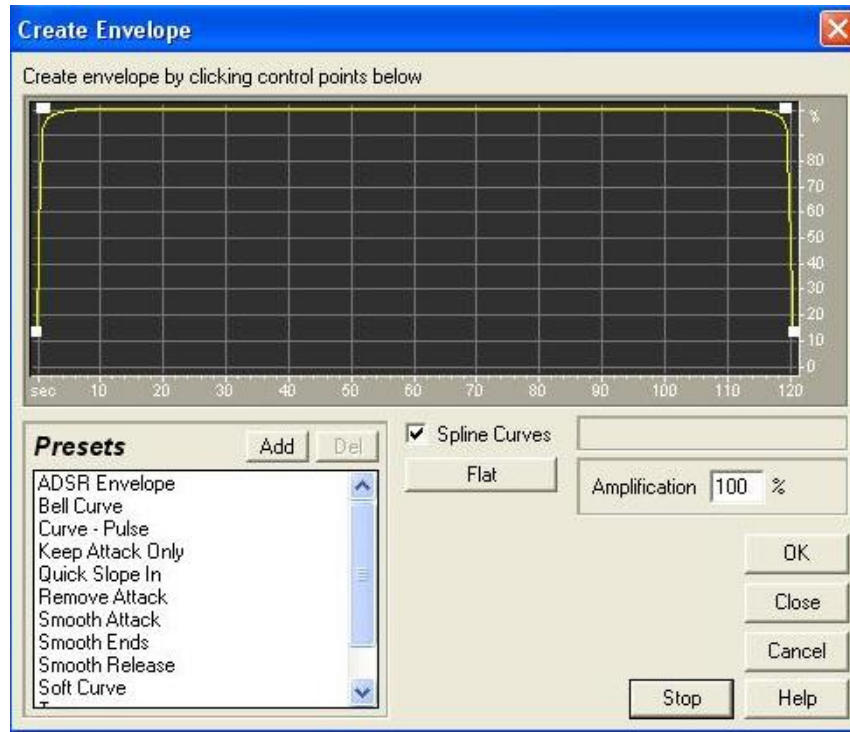 Create Envelope
Create envelope by clicking control points below
%
80
70
60
50
40
30
20
10
0
sec 10 20 30 40 50 60 70 80 90 100 110 120
Presets Add Del
ADSR Envelope
Bell Curve
Curve - Pulse
Keep Attack Only
Quick Slope In
Remove Attack
Smooth Attack
Smooth Ends
Smooth Release
Soft Curve
Spline Curves
Flat
Amplification 100 %
OK
Close
Cancel
Stop Help